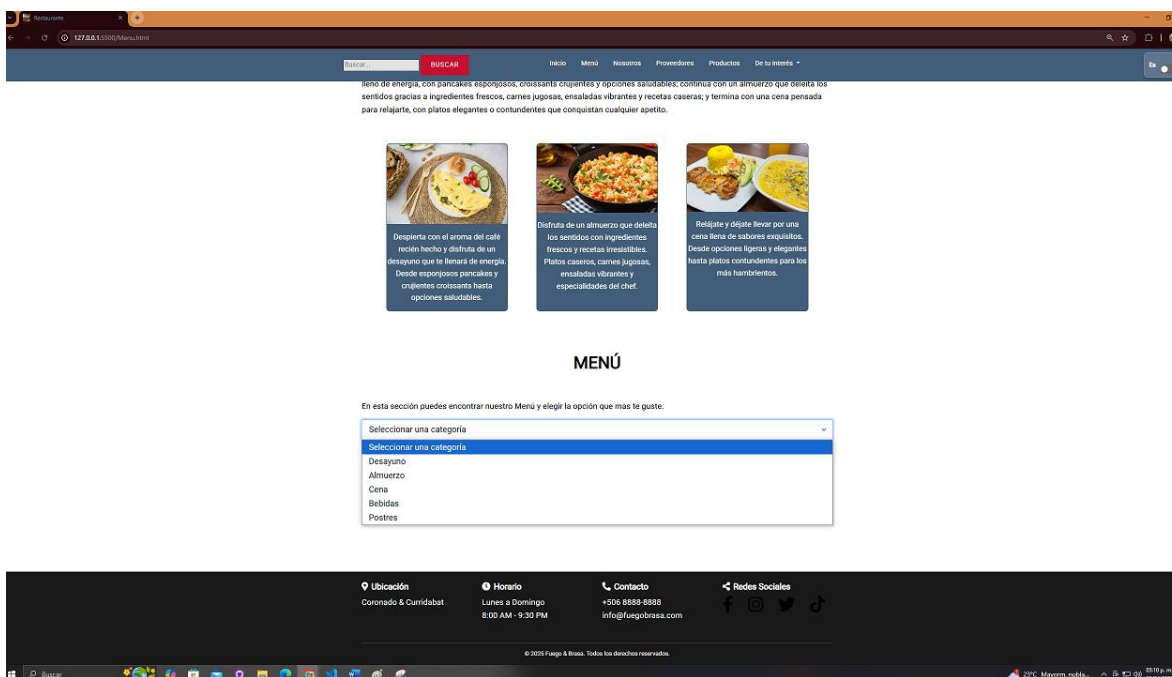 Restaurante
127.0.0.1:5500/Menu.html
Buscar... BUSCAR Inicio Menú Nosotros Proveedores Productos De tu interés Es
lleno de energía, con pancakes esponjosos, croissants crujientes y opciones saludables; continúa con un almuerzo que deleita los
sentidos gracias a ingredientes frescos, carnes jugosas, ensaladas vibrantes y recetas caseras; y termina con una cena pensada
para relajarte, con platos elegantes o contundentes que conquistan cualquier apetito.
Despierta con el aroma del café
recién hecho y disfruta de un
desayuno que te llenará de energía.
Desde esponjosos pancakes y
crujientes croissants hasta
opciones saludables.
Disfruta de un almuerzo que deleita
los sentidos con ingredientes
frescos y recetas irresistibles.
Platos caseros, carnes jugosas,
ensaladas vibrantes y
especialidades del chef.
Relájate y déjate llevar por una
cena llena de sabores exquisitos.
Desde opciones ligeras y elegantes
hasta platos contundentes para los
más hambrientos.
MENÚ
En esta sección puedes encontrar nuestro Menú y elegir la opción que mas te guste.
Seleccionar una categoría
Seleccionar una categoría
Desayuno
Almuerzo
Cena
Bebidas
Postres
Ubicación
Coronado & Curridabat
Horario
Lunes a Domingo
8:00 AM - 9:30 PM
Contacto
+506 8888-8888
info@fuegobrasa.com
Redes Sociales
© 2025 Fuego & Brasa. Todos los derechos reservados.
Buscar
23°C Mayorm. nubla... 03:10 p. m.